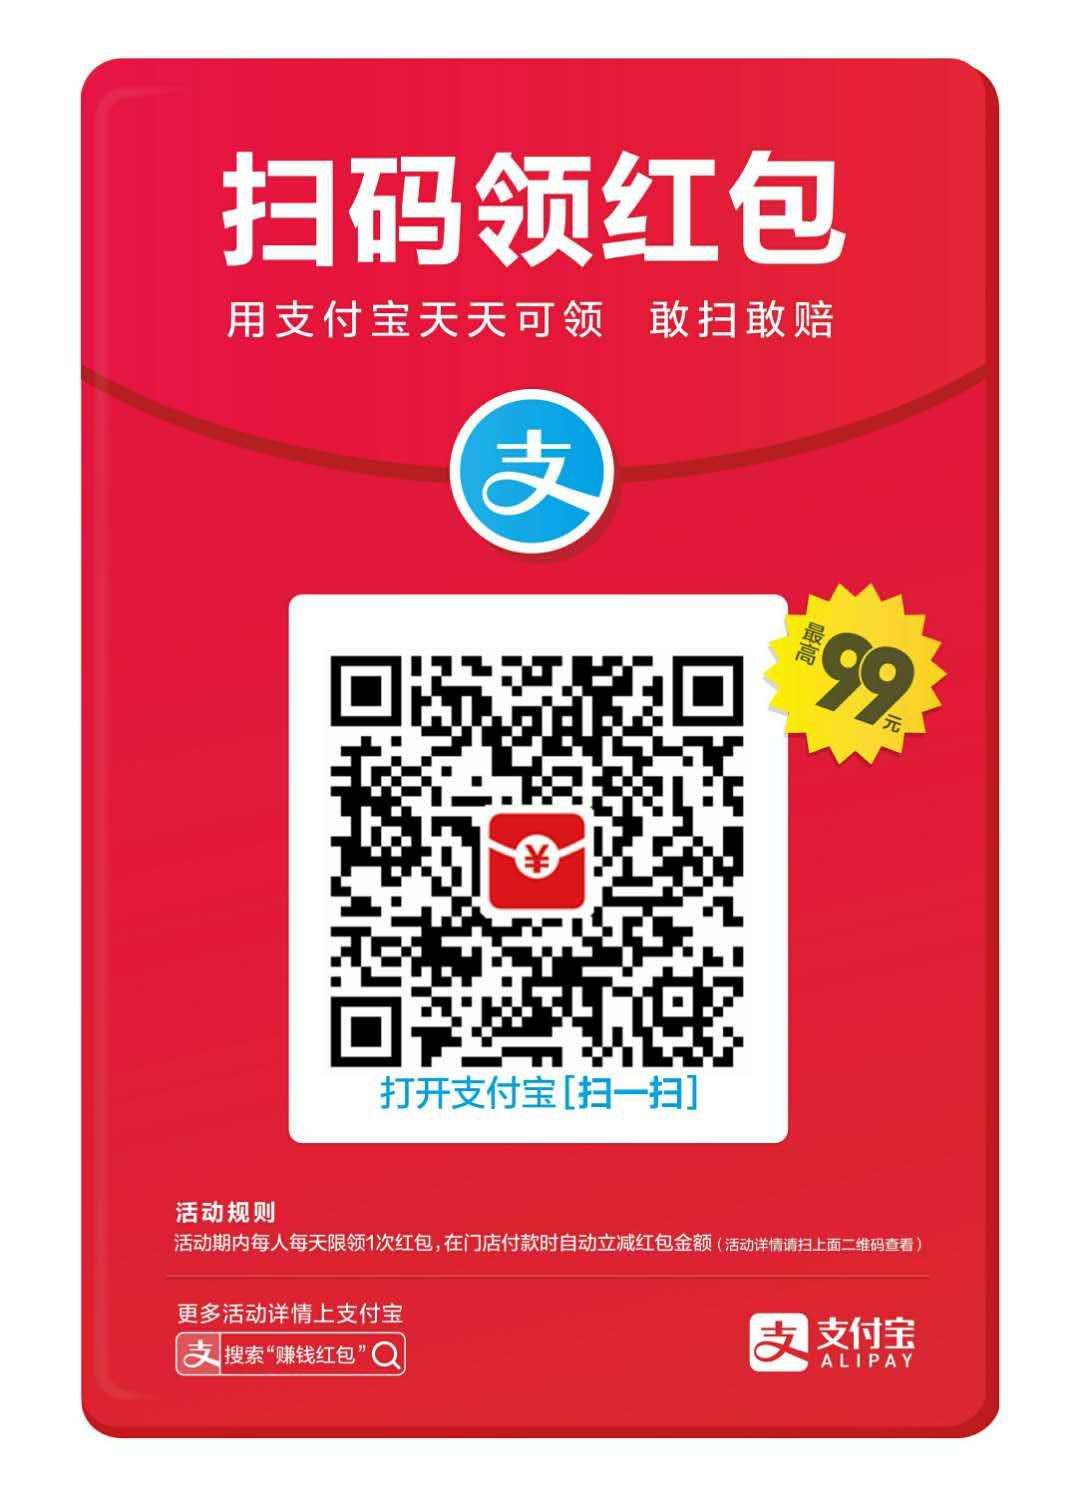 扫码领红包
用支付宝天天可领 敢扫敢赔
支
最高99元
¥
打开支付宝[扫一扫]
活动规则
活动期内每人每天限领1次红包,在门店付款时自动立减红包金额(活动详情请扫上面二维码查看)
更多活动详情上支付宝
支 搜索“赚钱红包”
支 支付宝
ALIPAY